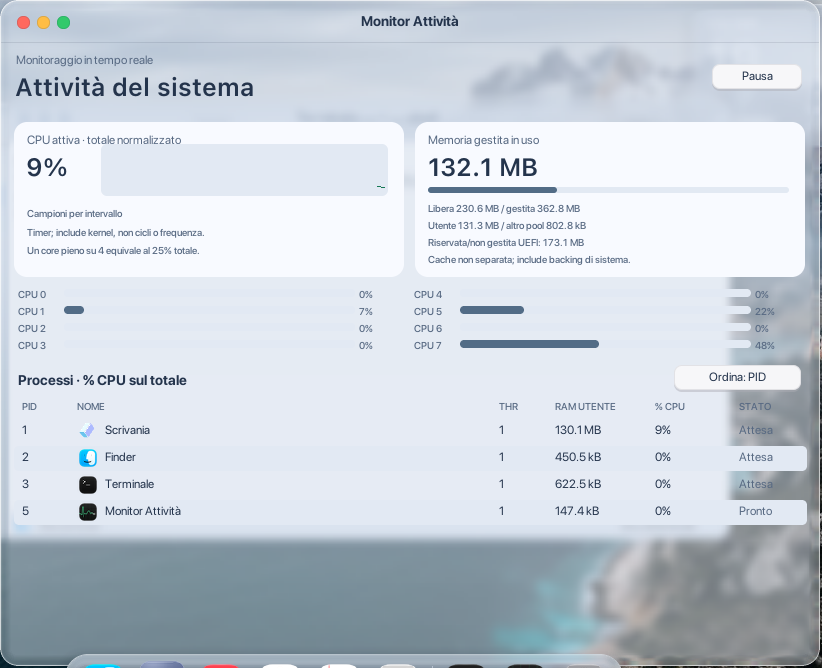 Monitor Attività
Monitoraggio in tempo reale
Attività del sistema
Pausa
CPU attiva · totale normalizzato
9%
Campioni per intervallo
Timer; include kernel, non cicli o frequenza.
Un core pieno su 4 equivale al 25% totale.
Memoria gestita in uso
132.1 MB
Libera 230.6 MB / gestita 362.8 MB
Utente 131.3 MB / altro pool 802.8 kB
Riservata/non gestita UEFI: 173.1 MB
Cache non separata; include backing di sistema.
CPU 0 0% CPU 4 0%
CPU 1 7% CPU 5 22%
CPU 2 0% CPU 6 0%
CPU 3 0% CPU 7 48%
Processi · % CPU sul totale
Ordina: PID
PID NOME THR RAM UTENTE % CPU STATO
1 Scrivania 1 130.1 MB 9% Attesa
2 Finder 1 450.5 kB 0% Attesa
3 Terminale 1 622.5 kB 0% Attesa
5 Monitor Attività 1 147.4 kB 0% Pronto